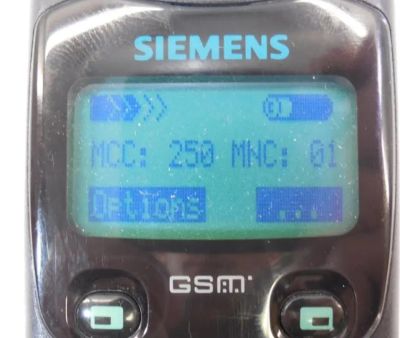 SIEMENS
MCC: 250 MNC: 01
Options ...
GSM